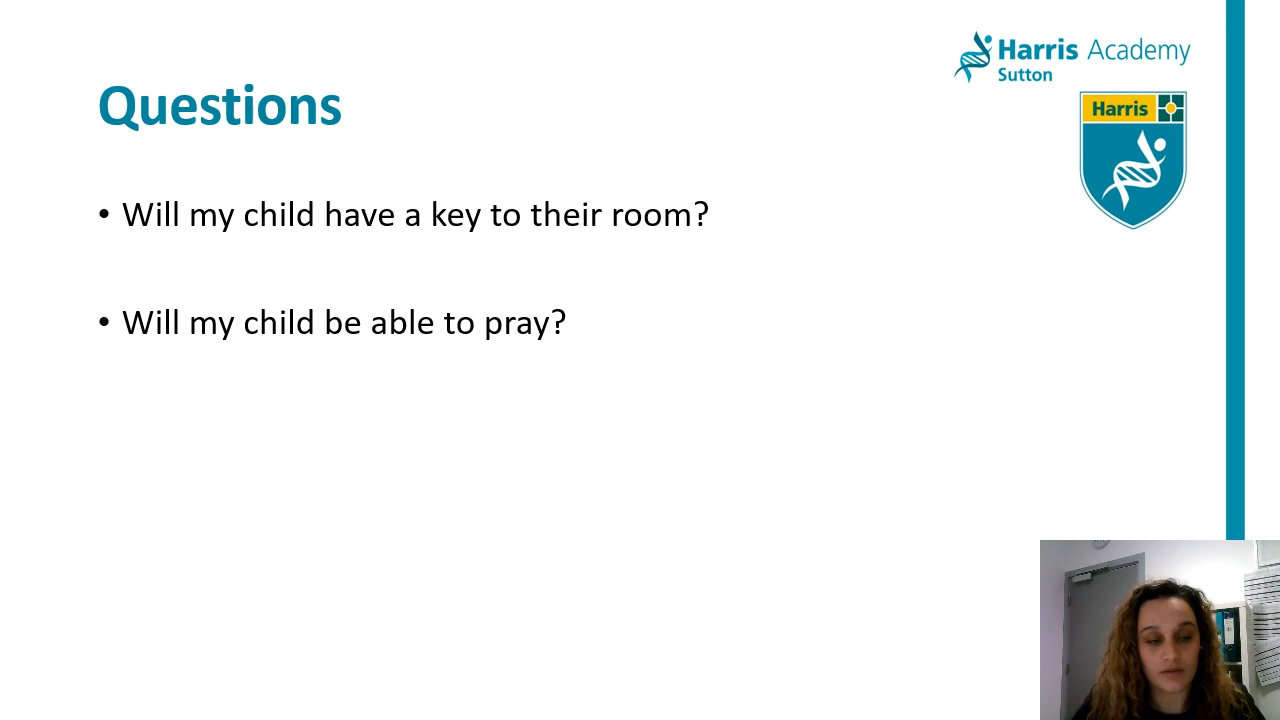 Harris Academy
Sutton
Harris
Questions
• Will my child have a key to their room?
• Will my child be able to pray?